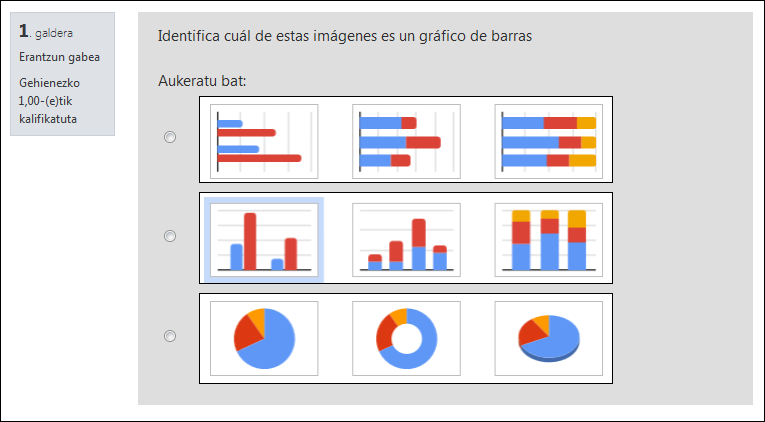 1. galdera
Erantzun gabea
Gehienezko
1,00-(e)tik
kalifikatuta
Identifica cuál de estas imágenes es un gráfico de barras
Aukeratu bat: